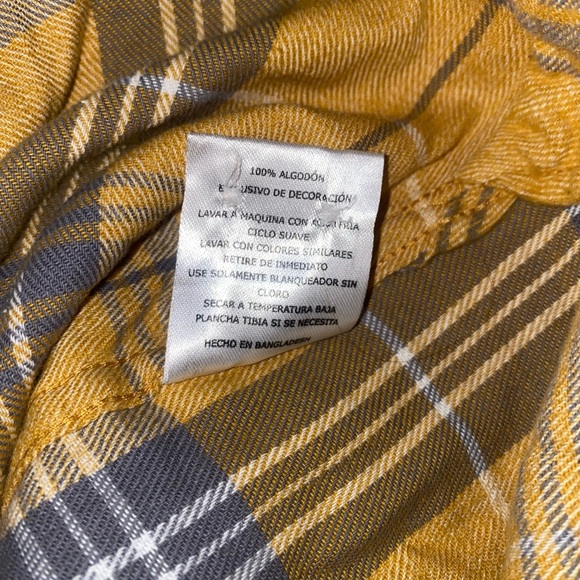 100% ALGODÓN
EXCLUSIVO DE DECORACIÓN
LAVAR A MAQUINA CON AGUA FRIA
CICLO SUAVE
LAVAR CON COLORES SIMILARES
RETIRE DE INMEDIATO
USE SOLAMENTE BLANQUEADOR SIN
CLORO
SECAR A TEMPERATURA BAJA
PLANCHA TIBIA SI SE NECESITA
HECHO EN BANGLADESH